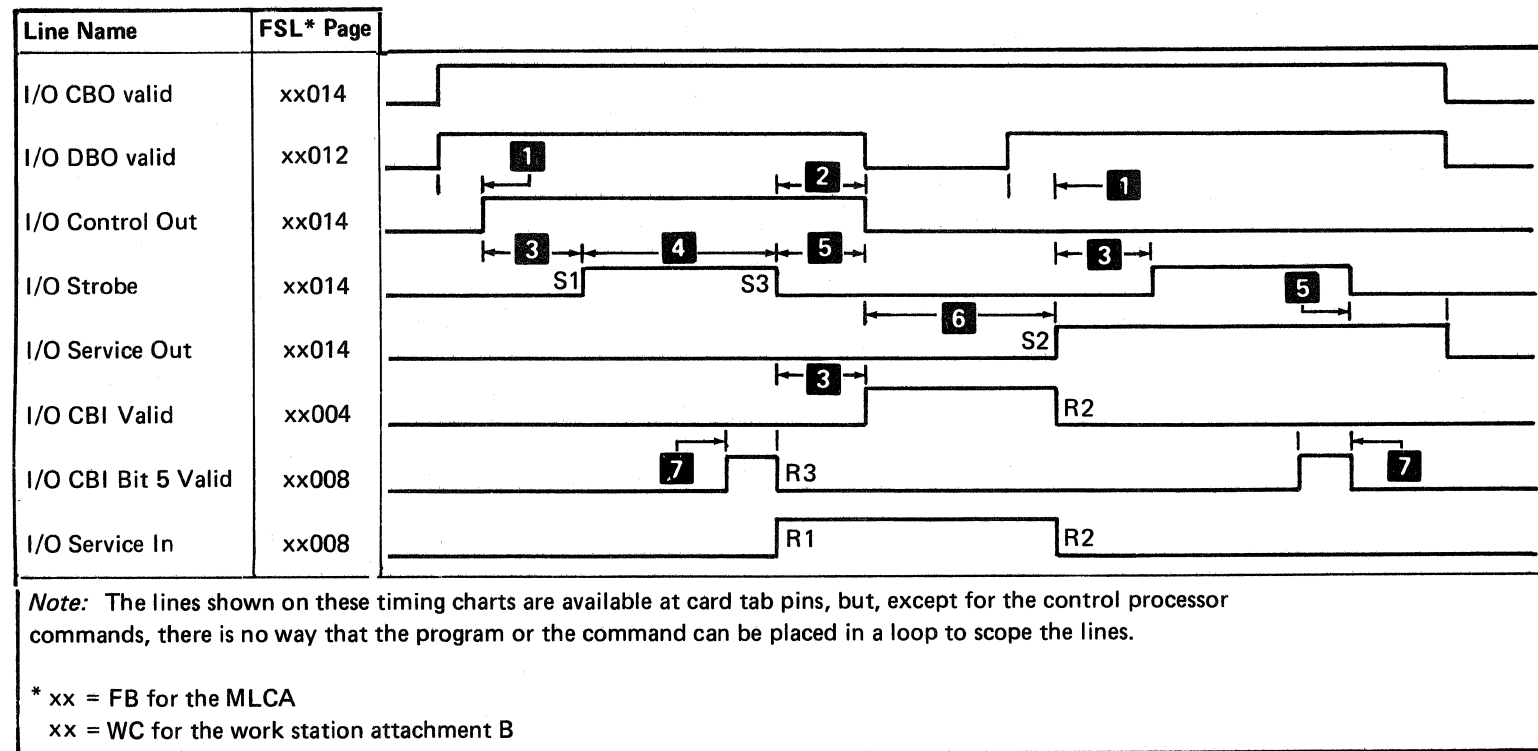 Line Name FSL* Page
I/O CBO valid xx014
I/O DBO valid xx012
1 2 1
I/O Control Out xx014
3 4 5 3
I/O Strobe xx014 S1 S3 5
6
I/O Service Out xx014 S2
3
I/O CBI Valid xx004 R2
7 7
I/O CBI Bit 5 Valid xx008 R3
I/O Service In xx008 R1 R2
Note: The lines shown on these timing charts are available at card tab pins, but, except for the control processor
commands, there is no way that the program or the command can be placed in a loop to scope the lines.
* xx = FB for the MLCA
xx = WC for the work station attachment B